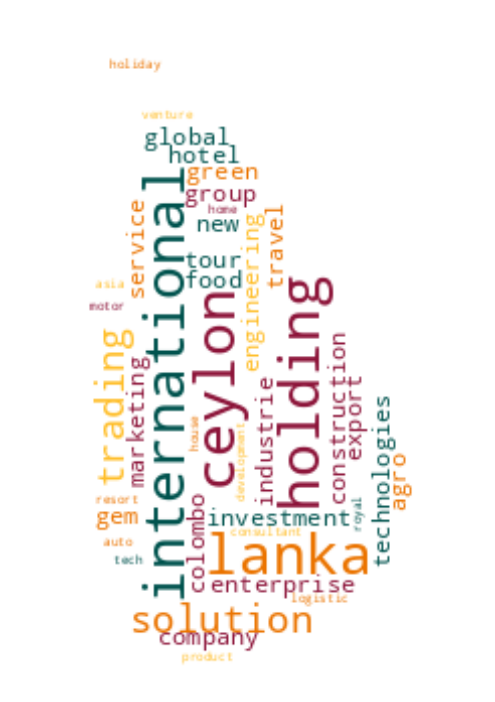 holiday
venture
global
hotel
green
group
home
new
service
travel
engineering
international
tour
food
asia
motor
ceylon
holding
trading
marketing
construction
export
industrie
technologies
house
development
agro
resort
gem
colombo
investment
royal
consultant
auto
tech
lanka
enterprise
logistic
solution
company
product